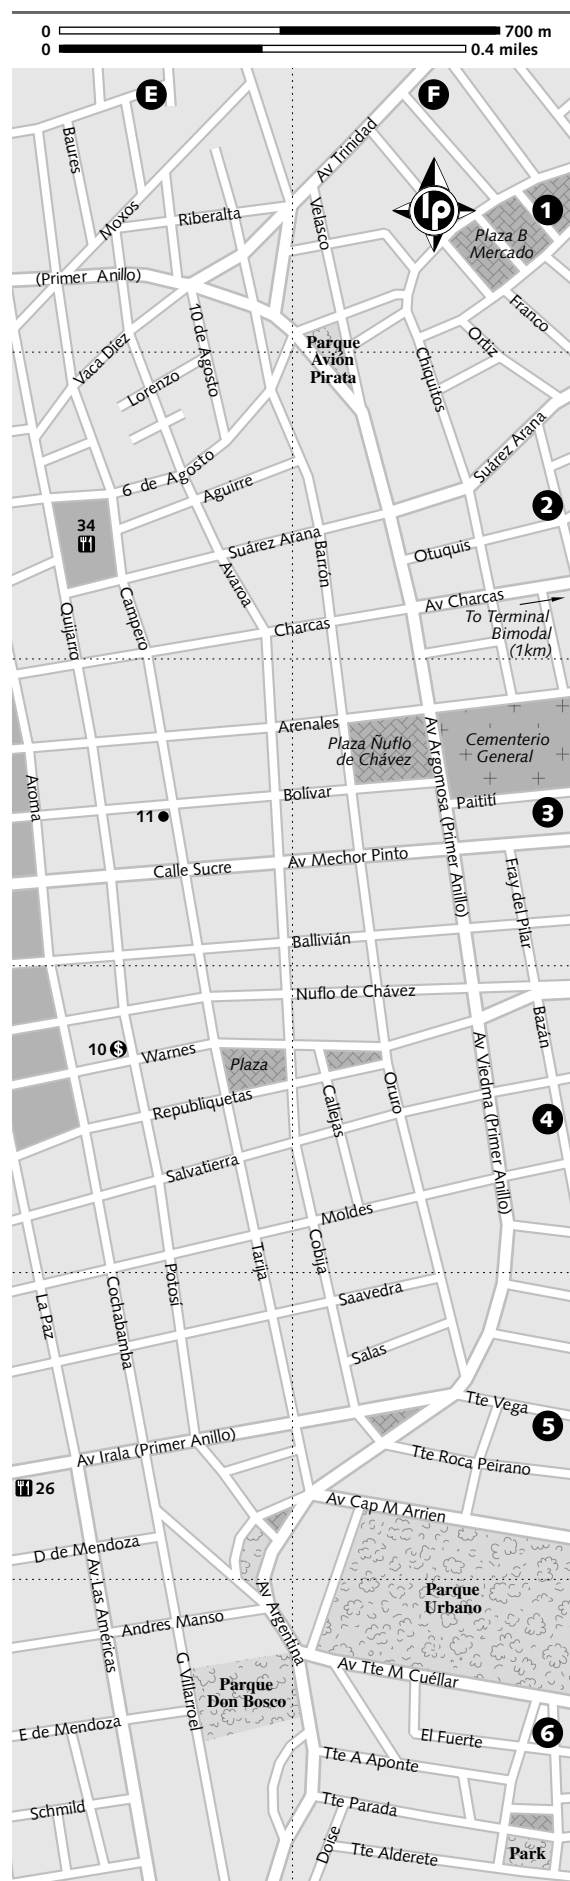 0 700 m
0 0.4 miles
E
F
Baures
Av Trinidad
Moxos
Riberalta
Velasco
lp
1
Plaza B
Mercado
(Primer Anillo)
10 de Agosto
Franco
Ortiz
Vaca Diez
Parque
Avión
Pirata
Chiquitos
Lorenzo
Suárez Arana
6 de Agosto
Aguirre
2
34
Suárez Arana
Barrón
Otuquis
Avaroa
Quijarro
Campero
Av Charcas
To Terminal
Bimodal
(1km)
Charcas
Arenales
Plaza Ñuflo
de Chávez
Av Argomosa (Primer Anillo)
Cementerio
General
Aroma
Bolívar
Paitití
3
11
Av Mechor Pinto
Calle Sucre
Fray del Pilar
Ballivián
Nuflo de Chávez
Bazán
10 $
Warnes
Plaza
Av Viedma (Primer Anillo)
Oruro
Callejas
Republiquetas
4
Salvatierra
Moldes
Tarija
Cobija
Potosí
Cochabamba
La Paz
Saavedra
Salas
Tte Vega
5
Av Irala (Primer Anillo)
Tte Roca Peirano
26
Av Cap M Arrien
D de Mendoza
Av Las Américas
Av Argentina
Parque
Urbano
Andres Manso
G Villarroel
Av Tte M Cuéllar
Parque
Don Bosco
E de Mendoza
El Fuerte
6
Tte A Aponte
Schmild
Tte Parada
Doise
Tte Alderete
Park